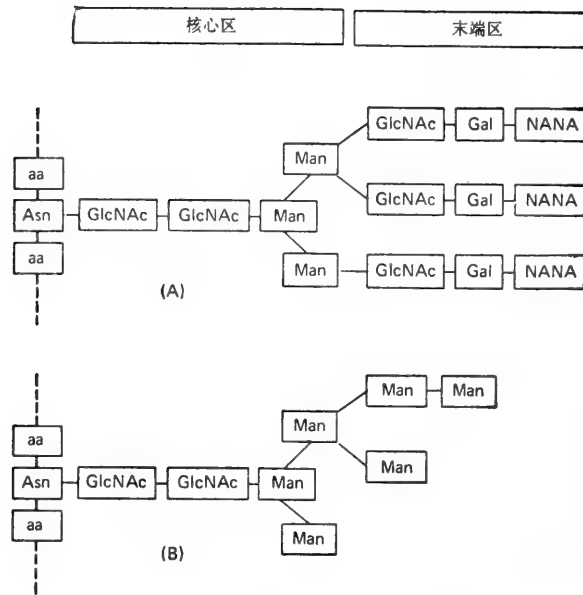 核心区 末端区
GlcNAc Gal NANA
Man
aa
GlcNAc Gal NANA
Asn GlcNAc GlcNAc Man
aa
Man GlcNAc Gal NANA
(A)
Man Man
Man
aa
Man
Asn GlcNAc GlcNAc Man
aa
Man
(B)